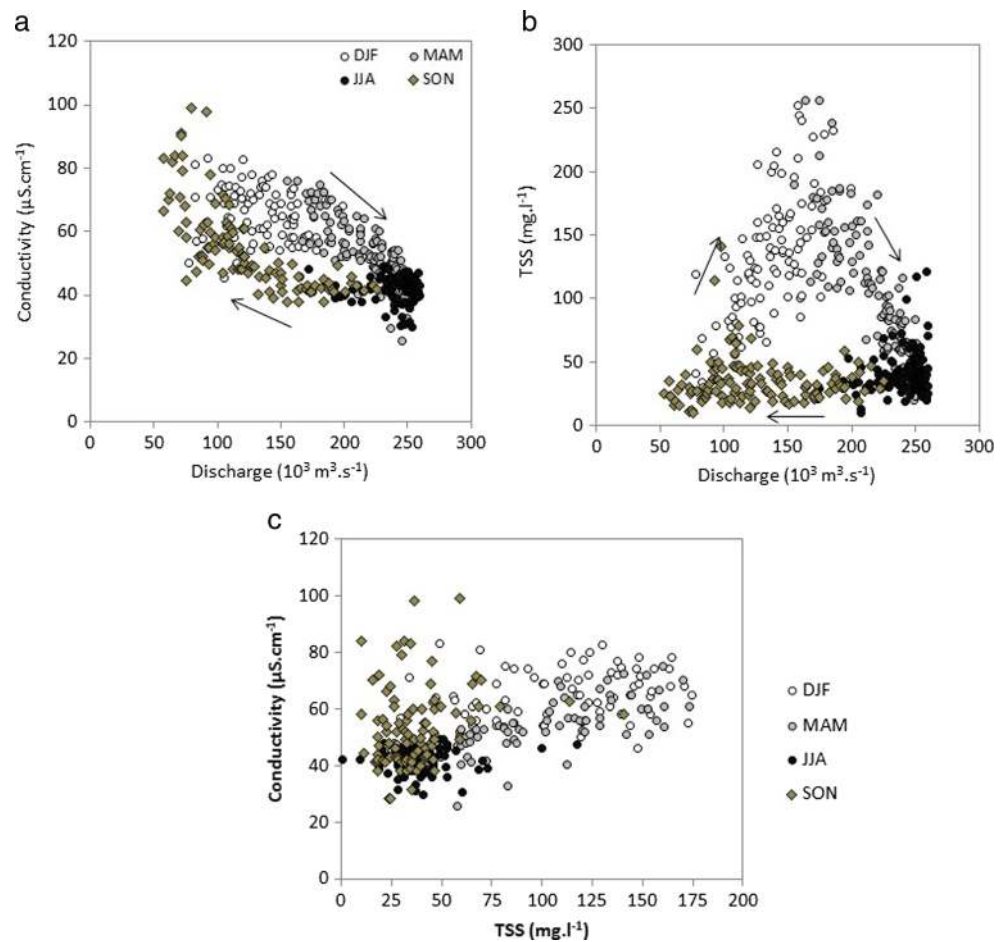 a
120
100
80
60
40
20
0
0 50 100 150 200 250 300
Conductivity (µS.cm⁻¹)
Discharge (10³ m³.s⁻¹)
DJF MAM
JJA SON
b
300
250
200
150
100
50
0
0 50 100 150 200 250 300
TSS (mg.l⁻¹)
Discharge (10³ m³.s⁻¹)
c
120
100
80
60
40
20
0
0 25 50 75 100 125 150 175 200
Conductivity (µS.cm⁻¹)
TSS (mg.l⁻¹)
DJF
MAM
JJA
SON